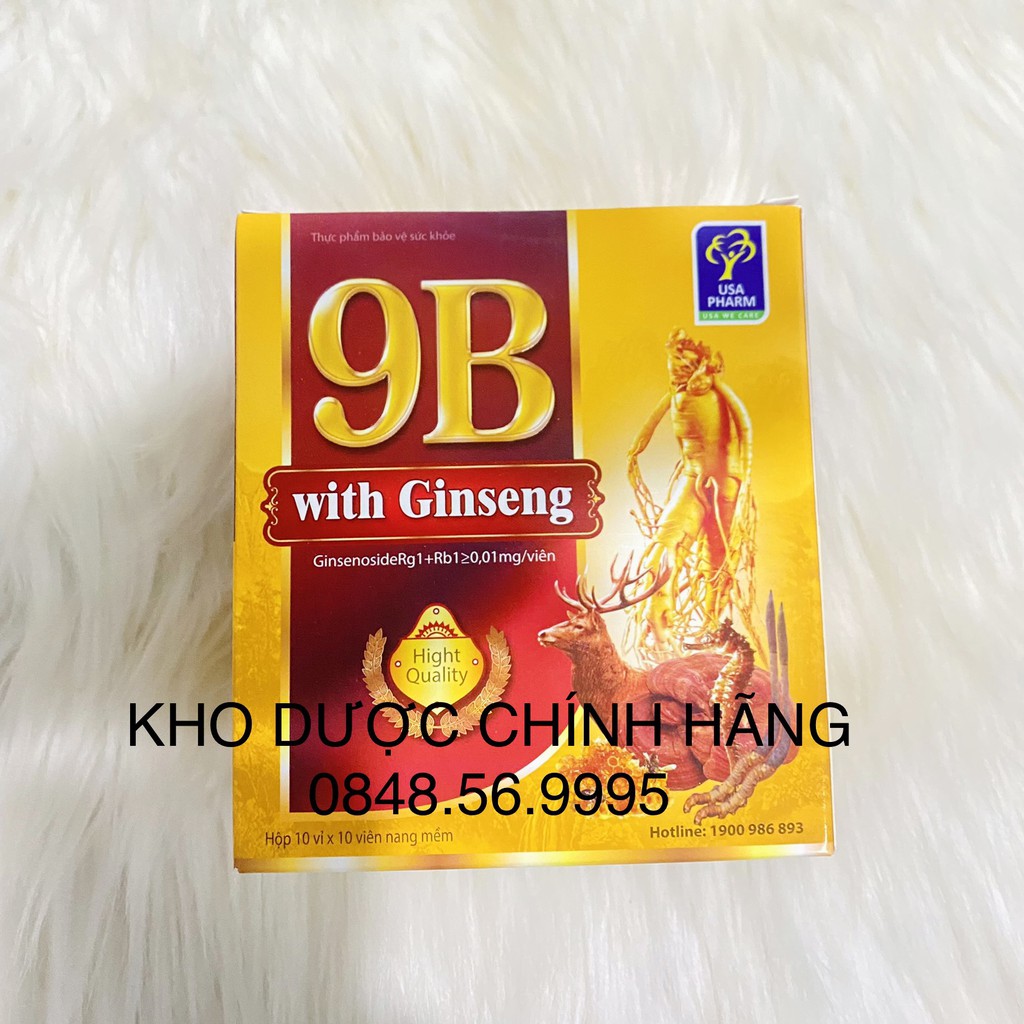 Thực phẩm bảo vệ sức khỏe
USA
PHARM
USA WE CARE
9B
with Ginseng
GinsenosideRg1+Rb1≥0,01mg/viên
Hight
Quality
KHO DƯỢC CHÍNH HÃNG
0848.56.9995
Hộp 10 vỉ x 10 viên nang mềm
Hotline: 1900 986 893